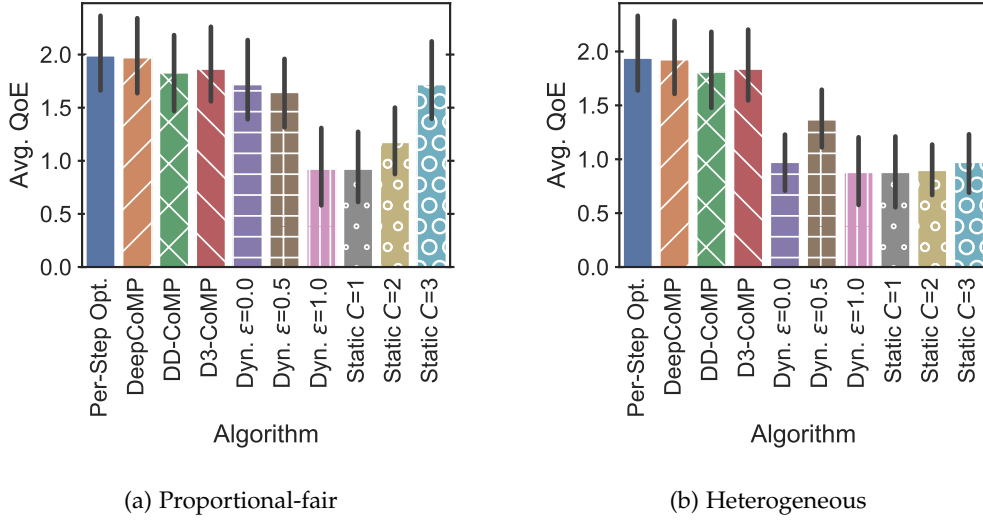 Avg. QoE
2.0
1.5
1.0
0.5
0.0
Per-Step Opt.
DeepCoMP
DD-CoMP
D3-CoMP
Dyn. ε=0.0
Dyn. ε=0.5
Dyn. ε=1.0
Static C=1
Static C=2
Static C=3
Algorithm
(a) Proportional-fair
Avg. QoE
2.0
1.5
1.0
0.5
0.0
Per-Step Opt.
DeepCoMP
DD-CoMP
D3-CoMP
Dyn. ε=0.0
Dyn. ε=0.5
Dyn. ε=1.0
Static C=1
Static C=2
Static C=3
Algorithm
(b) Heterogeneous